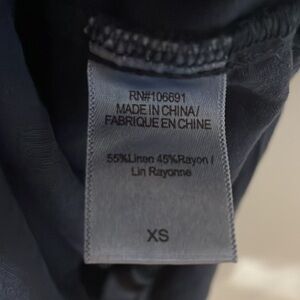 RN#106691
MADE IN CHINA/
FABRIQUE EN CHINE
55%Linen 45%Rayon/
Lin Rayonne
XS